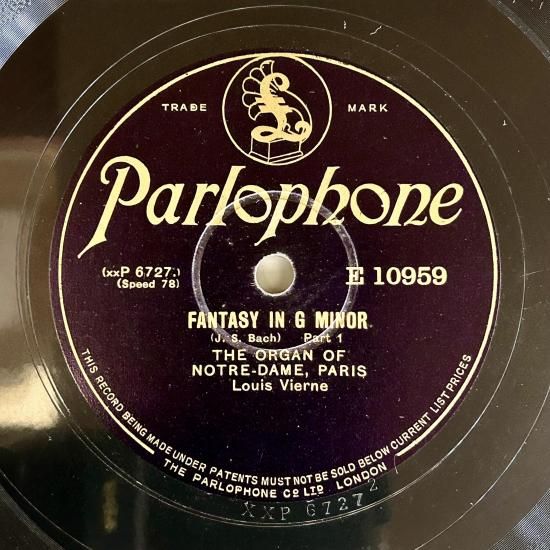 TRADE MARK
Parlophone
(xxP 6727.)
(Speed 78)
E 10959
FANTASY IN G MINOR
(J. S. Bach) Part 1
THE ORGAN OF
NOTRE-DAME, PARIS
Louis Vierne
THIS RECORD BEING MADE UNDER PATENTS MUST NOT BE SOLD BELOW CURRENT LIST PRICES
THE PARLOPHONE CO LTD LONDON
XXP 6727 2